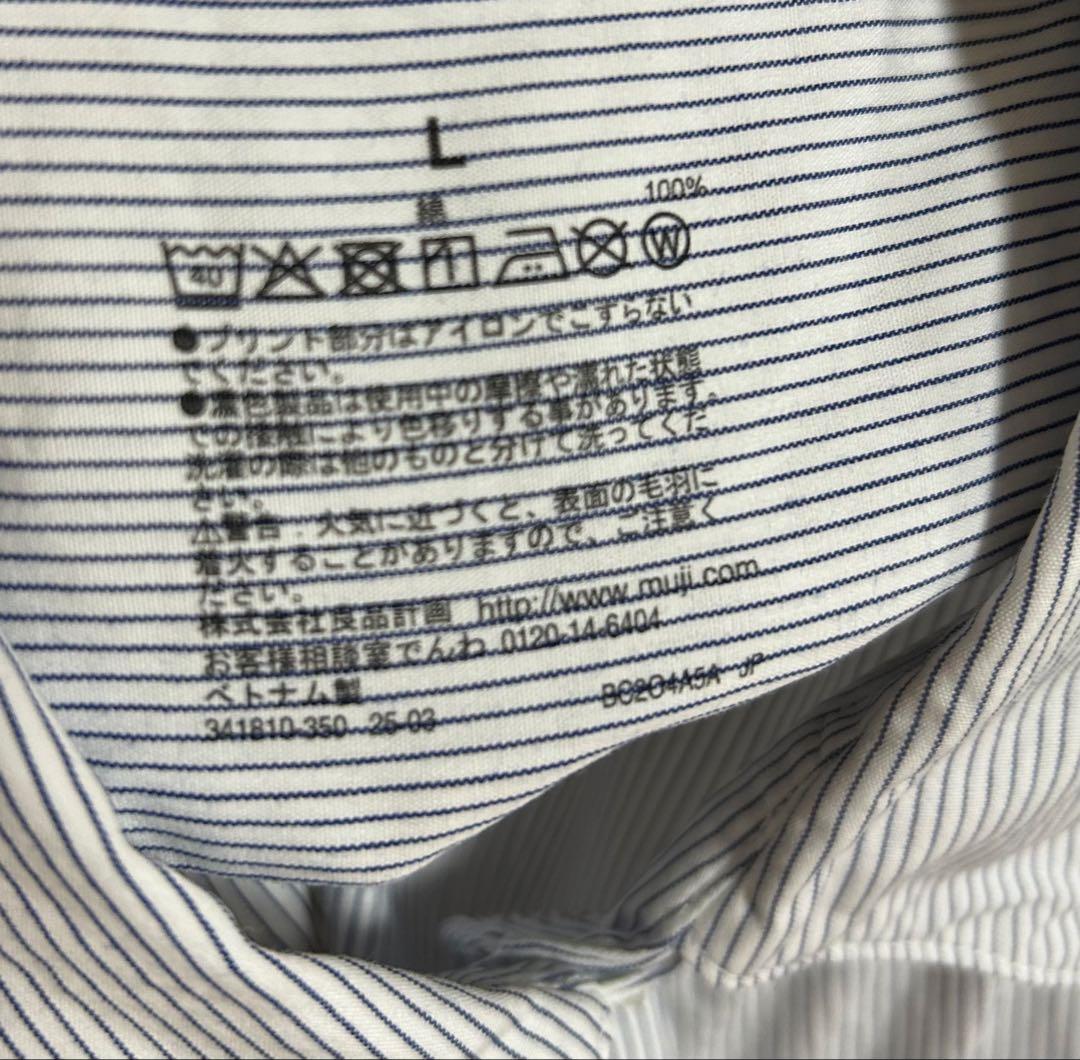 L
綿 100%
40 W
●プリント部分はアイロンでこすらない
でください。
●濃色製品は使用中の摩擦や濡れた状態
での接触により色移りする事があります。
洗濯の際は他のものと分けて洗ってくだ
さい。
⚠警告：火気に近づくと、表面の毛羽に
着火することがありますので、ご注意く
ださい。
株式会社良品計画 http://www.muji.com
お客様相談室でんわ 0120-14-6404
ベトナム製 BC2O4A5A JP
341810-350 25-03